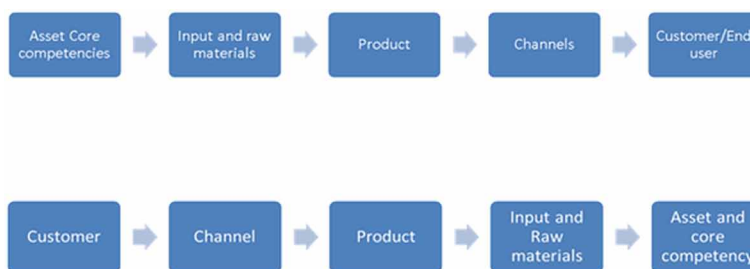 Asset Core
competencies
Input and raw
materials
Product
Channels
Customer/End
user
Customer
Channel
Product
Input and
Raw
materials
Asset and
core
competency